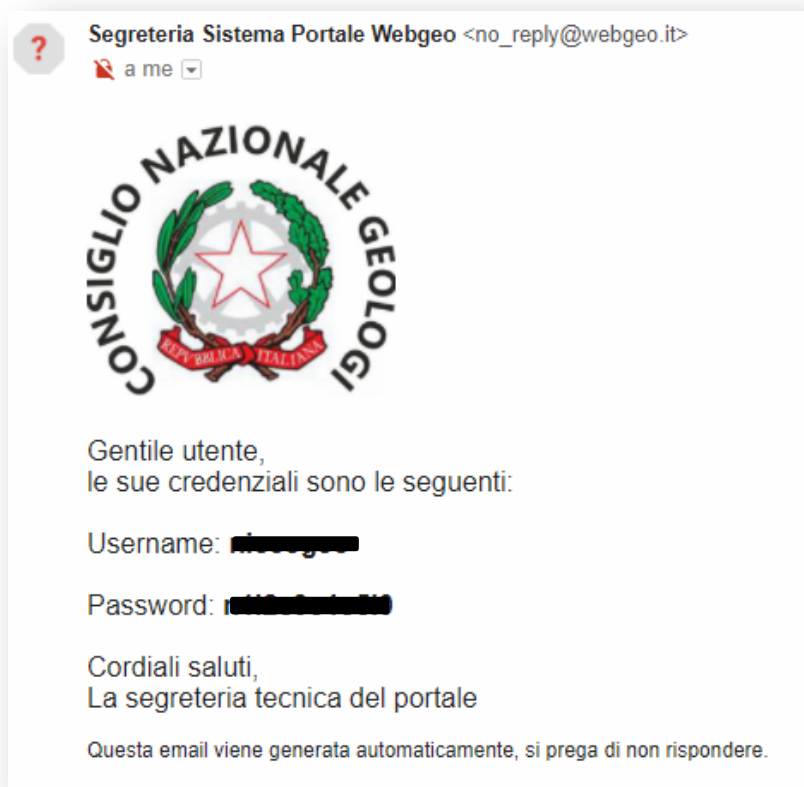 Segreteria Sistema Portale Webgeo <no_reply@webgeo.it>
a me
CONSIGLIO NAZIONALE GEOLOGI
REPVBBLICA ITALIANA
Gentile utente,
le sue credenziali sono le seguenti:
Username:
Password:
Cordiali saluti,
La segreteria tecnica del portale
Questa email viene generata automaticamente, si prega di non rispondere.